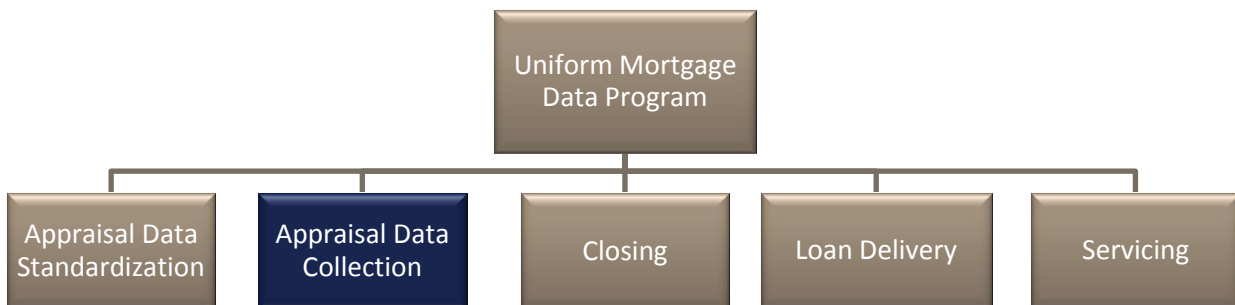 Uniform Mortgage
Data Program
Appraisal Data
Standardization
Appraisal Data
Collection
Closing
Loan Delivery
Servicing